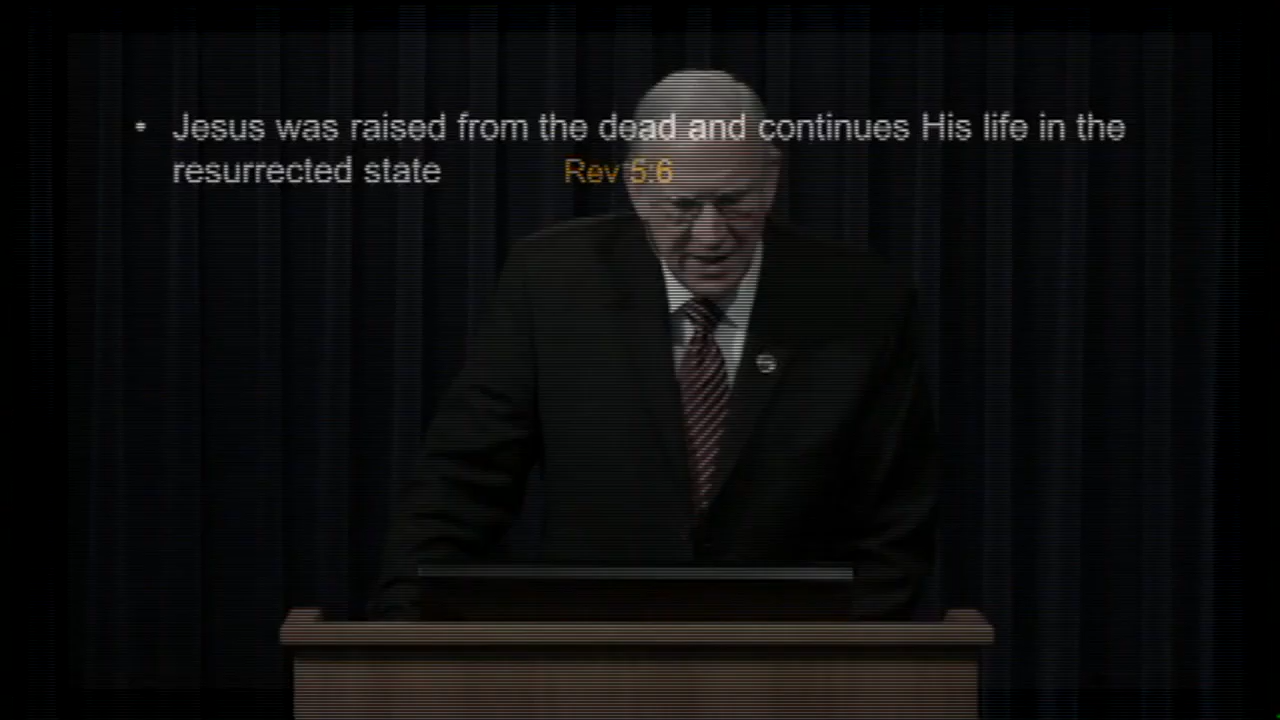 • Jesus was raised from the dead and continues His life in the
resurrected state Rev 5:6